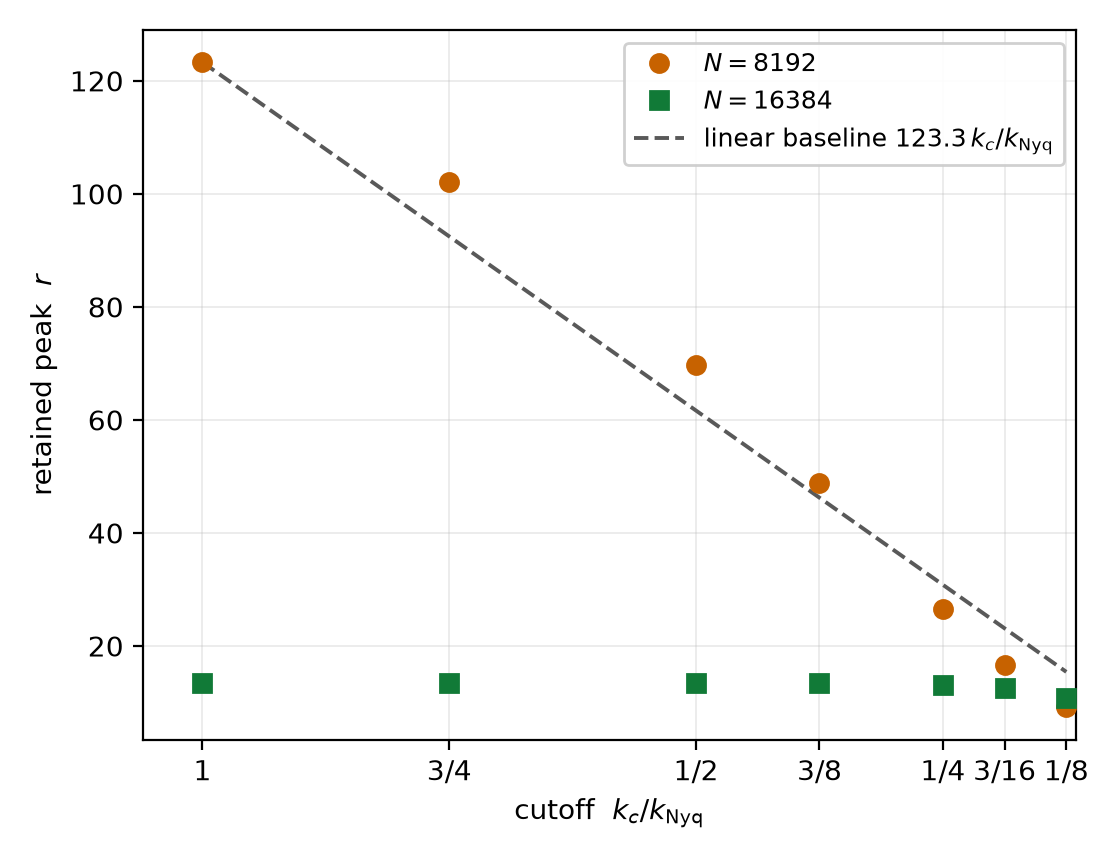 N = 8192
N = 16384
linear baseline 123.3 k_c/k_Nyq
120
100
80
60
40
20
retained peak r
1 3/4 1/2 3/8 1/4 3/16 1/8
cutoff k_c/k_Nyq